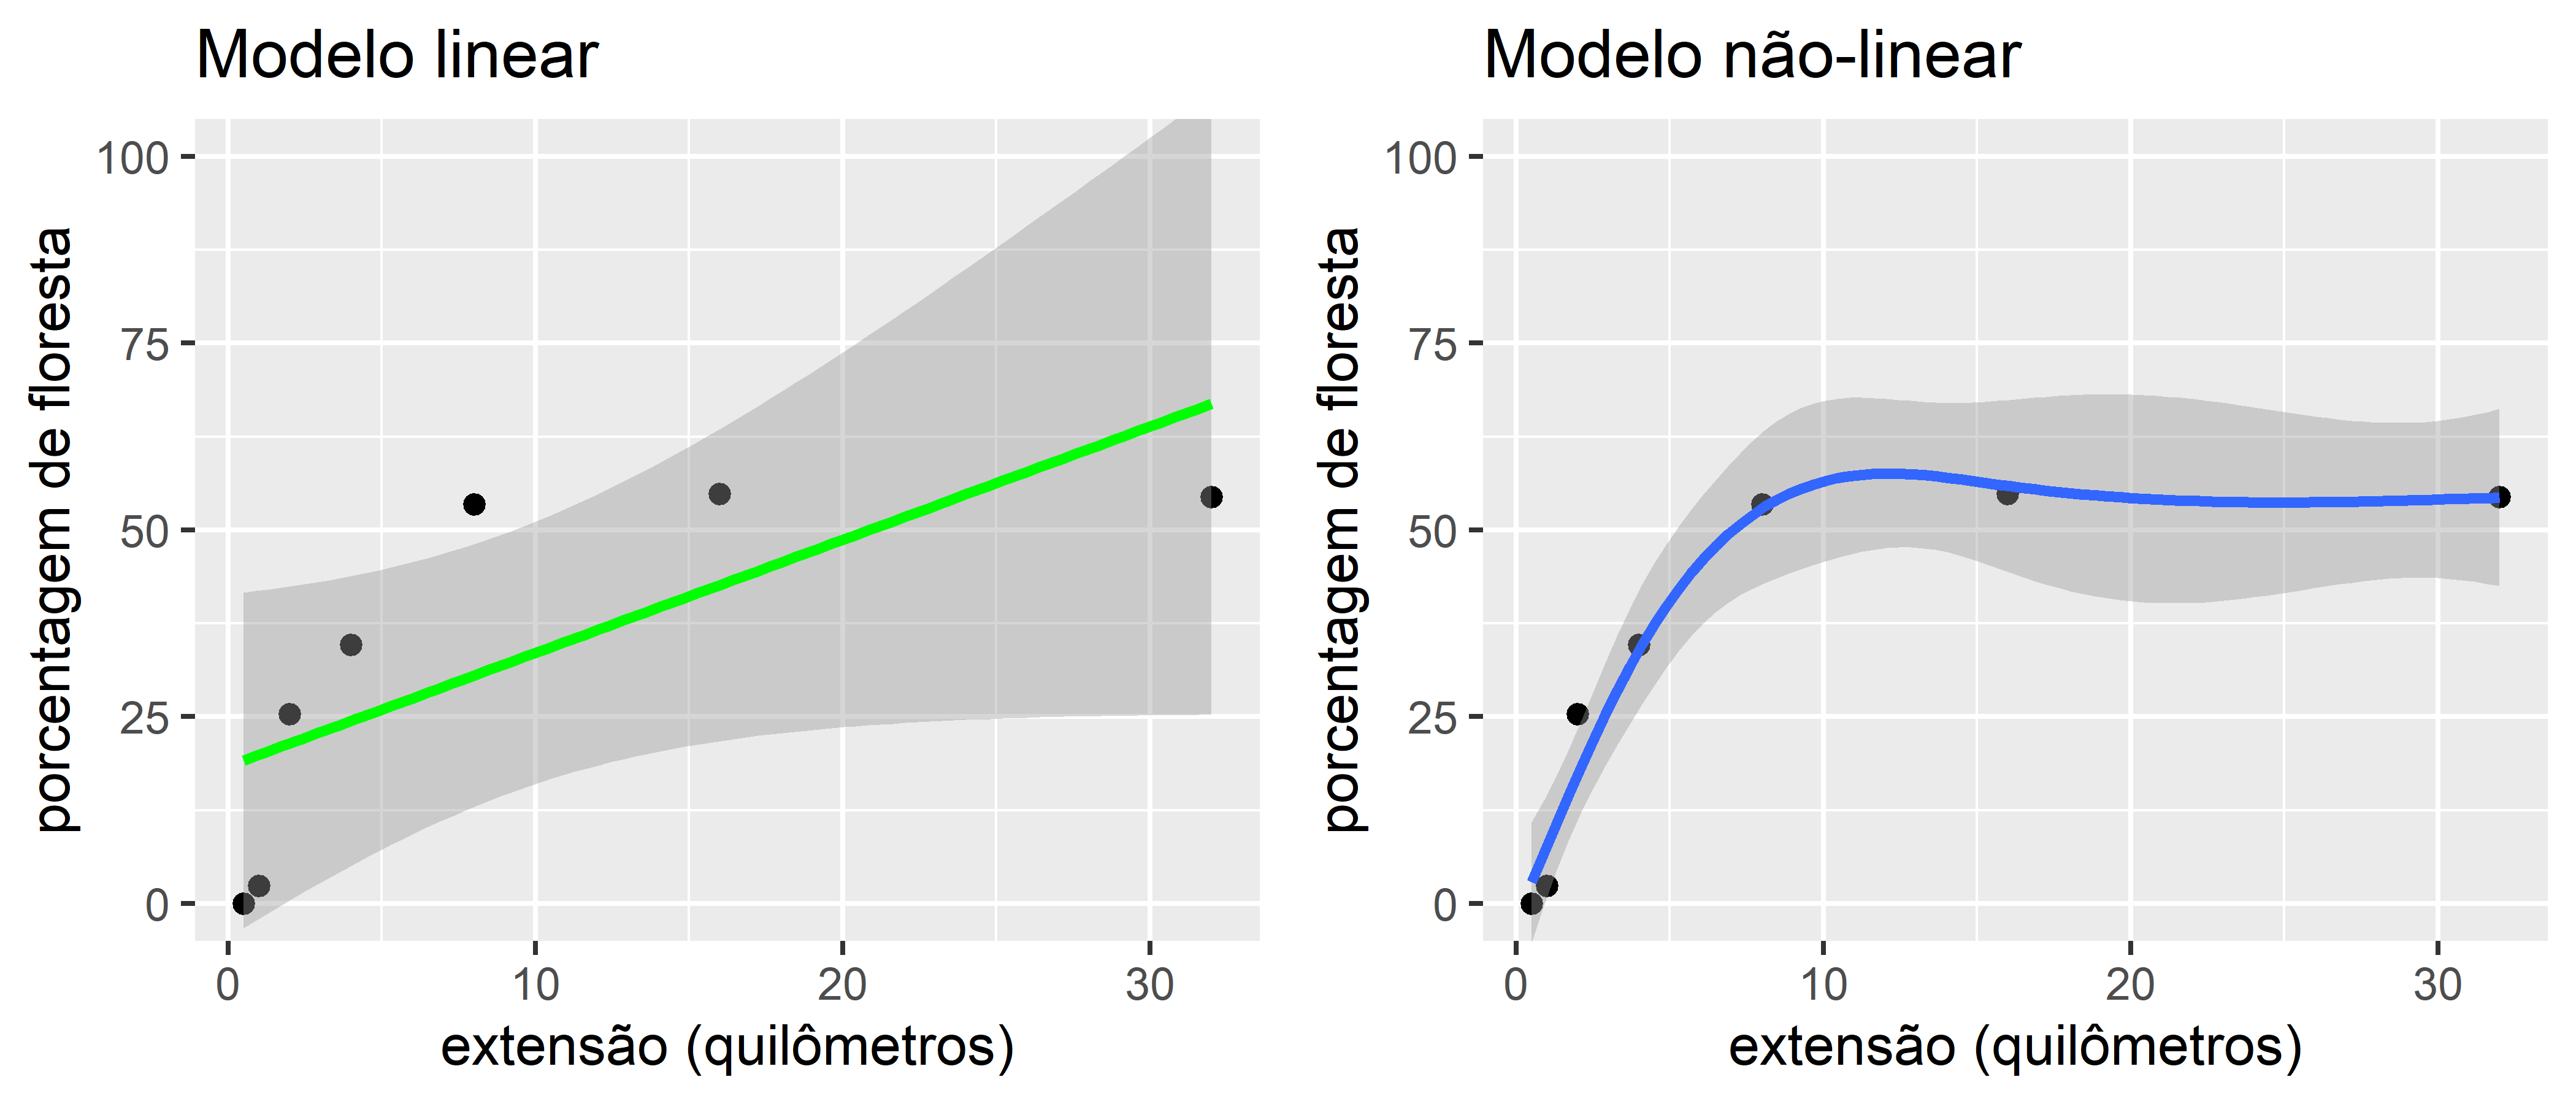 Modelo linear
porcentagem de floresta
100
75
50
25
0
0 10 20 30
extensão (quilômetros)
Modelo não-linear
porcentagem de floresta
100
75
50
25
0
0 10 20 30
extensão (quilômetros)